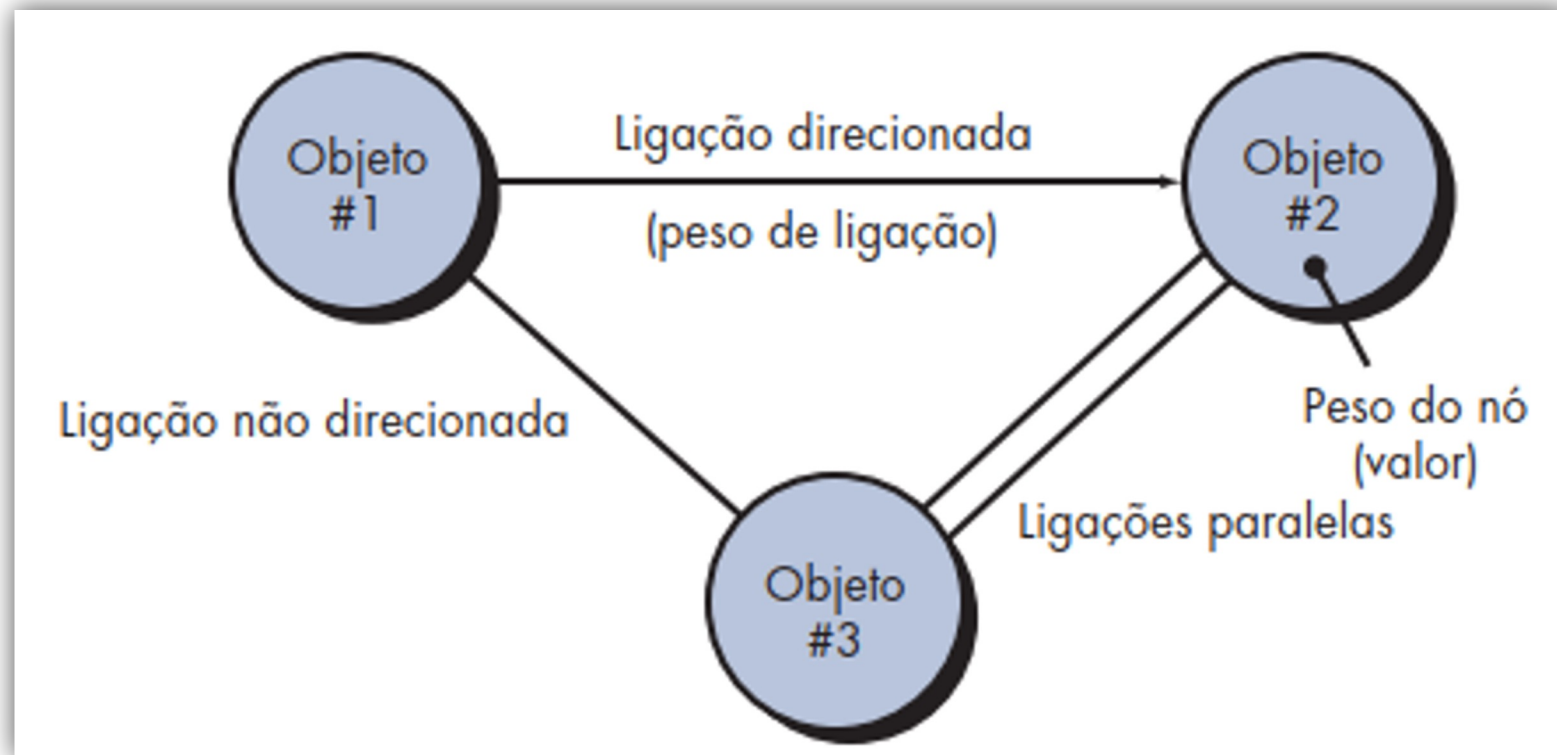 Objeto
#1
Ligação direcionada
(peso de ligação)
Objeto
#2
Ligação não direcionada
Peso do nó
(valor)
Ligações paralelas
Objeto
#3